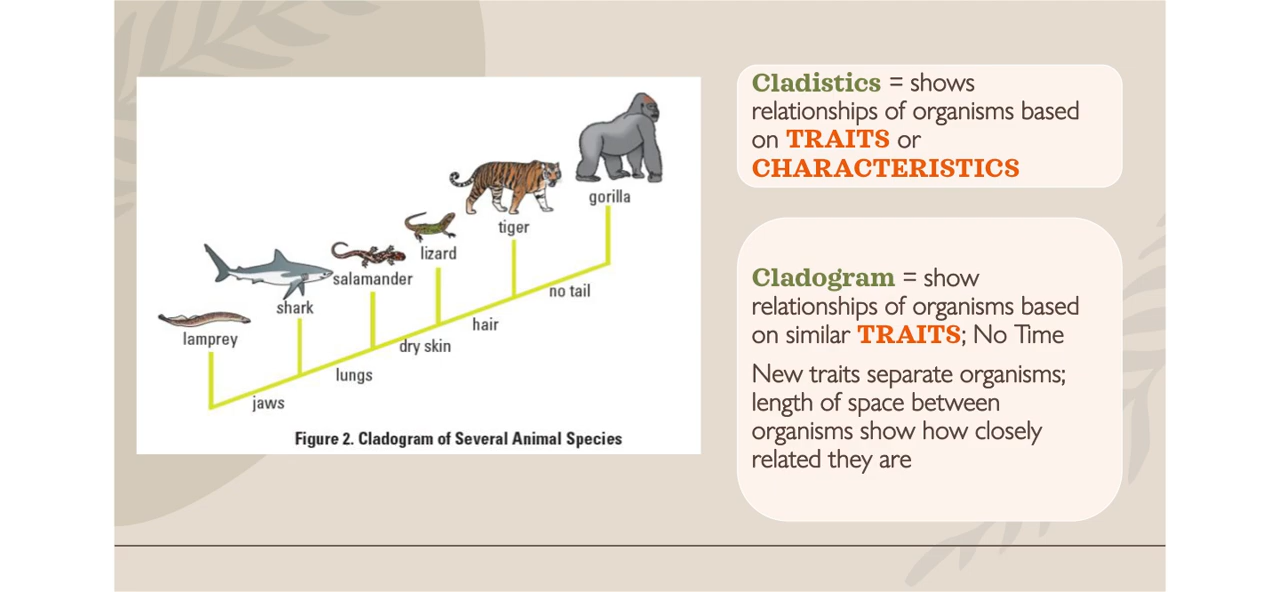 gorilla
tiger
lizard
salamander
shark
lamprey
no tail
hair
dry skin
lungs
jaws
Figure 2. Cladogram of Several Animal Species
Cladistics = shows
relationships of organisms based
on TRAITS or
CHARACTERISTICS
Cladogram = show
relationships of organisms based
on similar TRAITS; No Time
New traits separate organisms;
length of space between
organisms show how closely
related they are